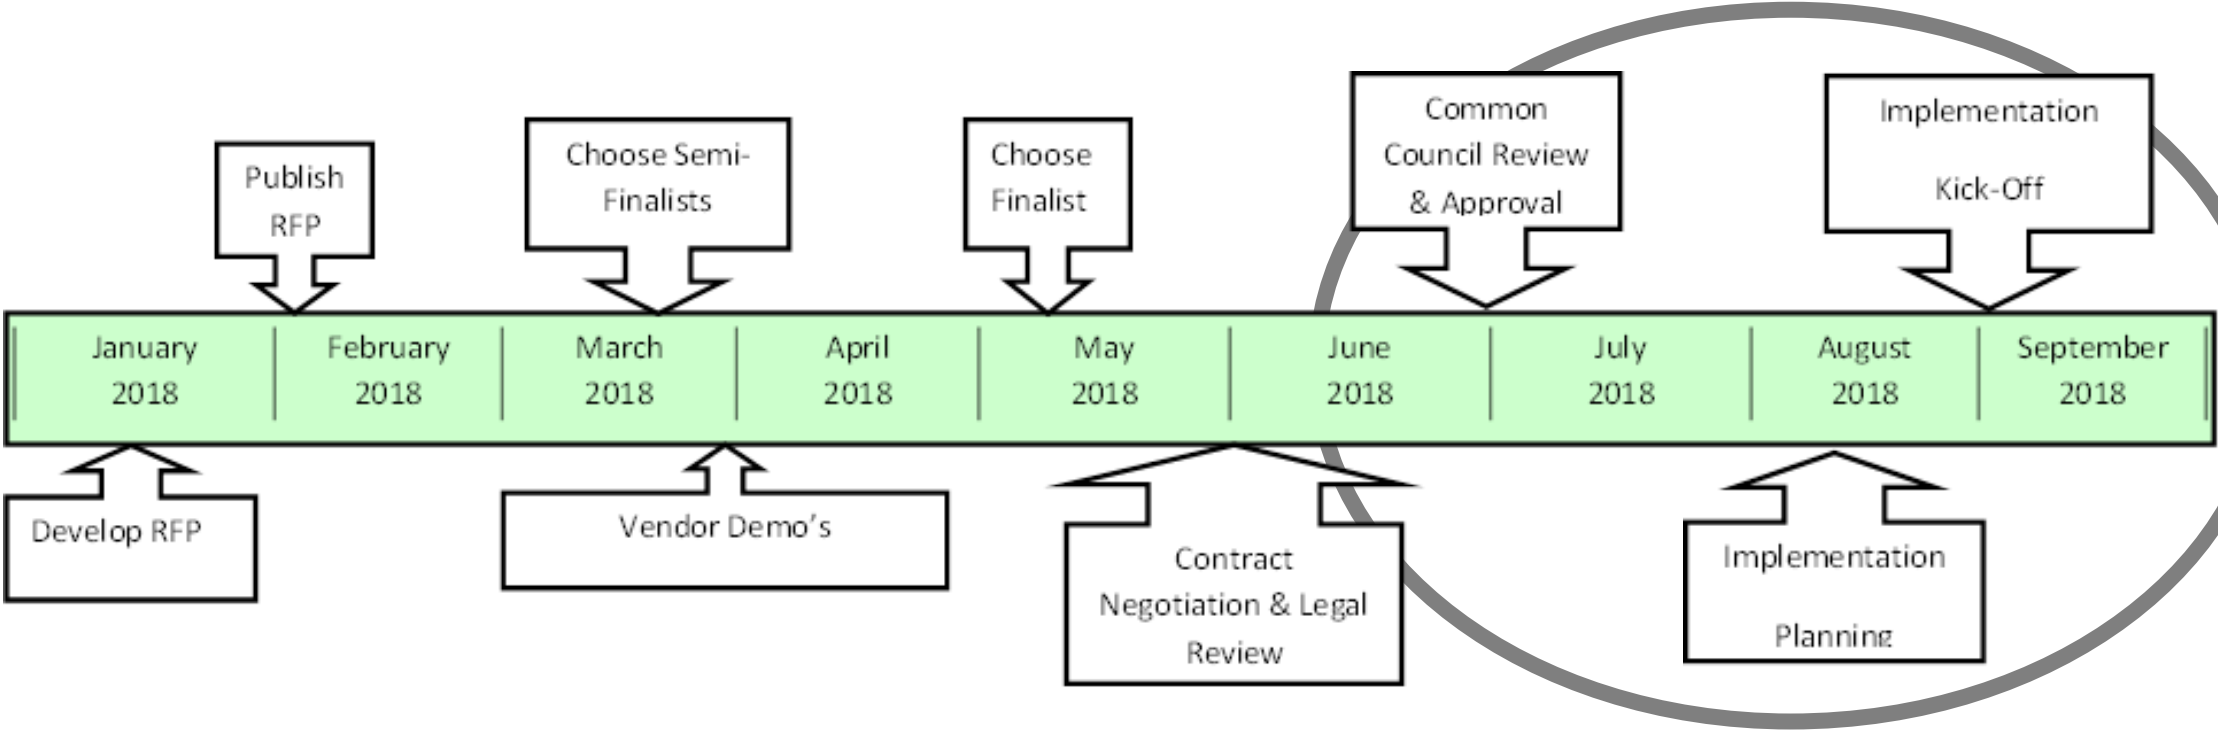 Common
Council Review
& Approval
Implementation
Kick-Off
Choose Semi-
Finalists
Choose
Finalist
Publish
RFP
January
2018
February
2018
March
2018
April
2018
May
2018
June
2018
July
2018
August
2018
September
2018
Develop RFP
Vendor Demo’s
Contract
Negotiation & Legal
Review
Implementation
Planning